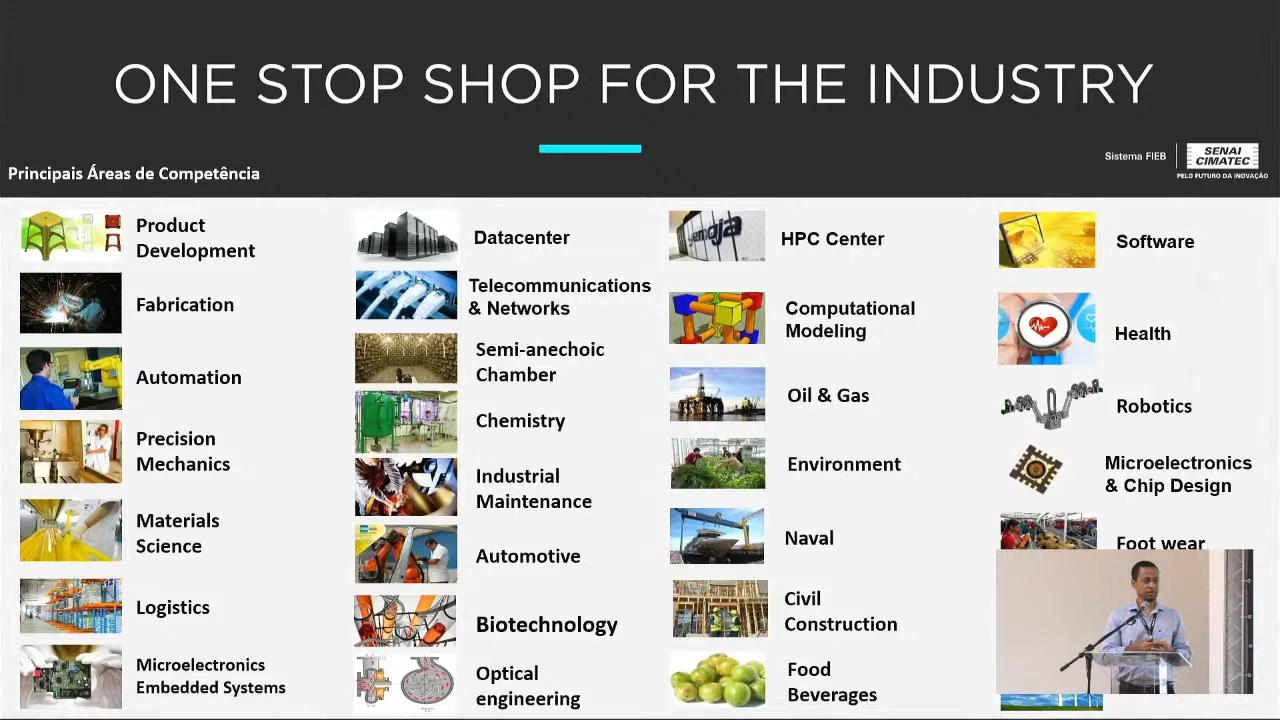 ONE STOP SHOP FOR THE INDUSTRY
Principais Áreas de Competência
Sistema FIEB
SENAI
CIMATEC
PELO FUTURO DA INOVAÇÃO
Product
Development
Fabrication
Automation
Precision
Mechanics
Materials
Science
Logistics
Microelectronics
Embedded Systems
Datacenter
Telecommunications
& Networks
Semi-anechoic
Chamber
Chemistry
Industrial
Maintenance
Automotive
Biotechnology
Optical
engineering
HPC Center
Computational
Modeling
Oil & Gas
Environment
Naval
Civil
Construction
Food
Beverages
Software
Health
Robotics
Microelectronics
& Chip Design
Foot wear